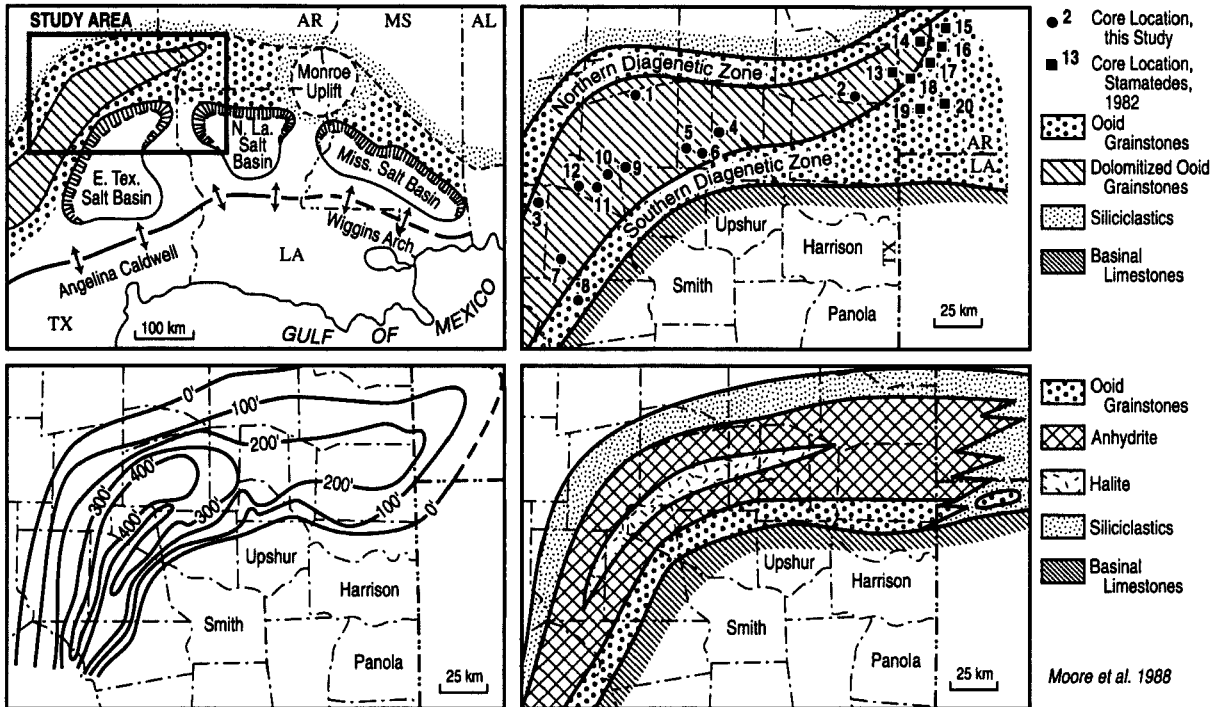 STUDY AREA
AR
MS
AL
Monroe
Uplift
N. La.
Salt
Basin
Miss. Salt Basin
E. Tex.
Salt Basin
Wiggins Arch
Angelina Caldwell
LA
TX
100 km
GULF OF MEXICO
Northern Diagenetic Zone
Southern Diagenetic Zone
1
2
3
4
5
6
7
8
9
10
11
12
13
4
15
16
17
18
19
20
AR
LA
TX
Upshur
Harrison
Smith
Panola
25 km
2 Core Location,
this Study
13 Core Location,
Stamatedes,
1982
Ooid
Grainstones
Dolomitized Ooid
Grainstones
Siliciclastics
Basinal
Limestones
0'
100'
200'
400'
300'
400'
300'
200'
100'
0'
Upshur
Harrison
Smith
Panola
25 km
Upshur
Harrison
Smith
Panola
25 km
Ooid
Grainstones
Anhydrite
Halite
Siliciclastics
Basinal
Limestones
Moore et al. 1988